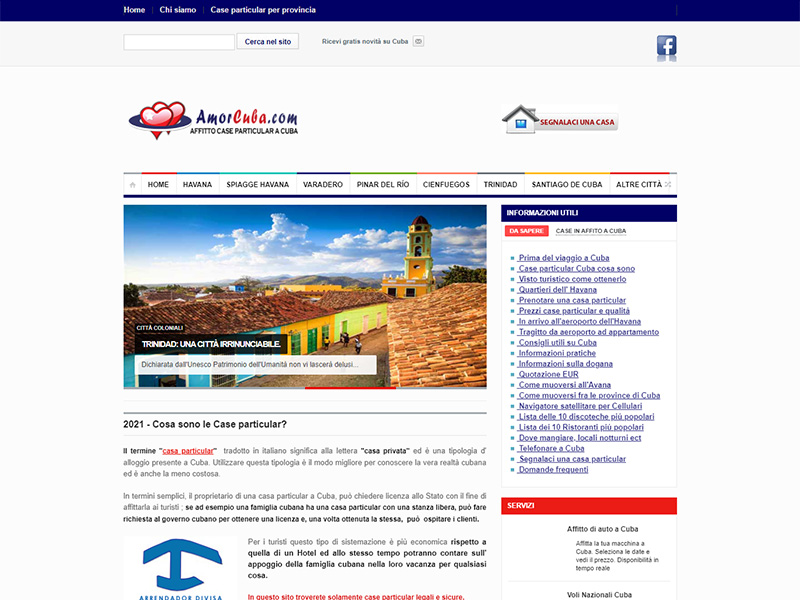 Home
Chi siamo
Case particular per provincia
Cerca nel sito
Ricevi gratis novità su Cuba
AmorCuba.com
AFFITTO CASE PARTICULAR A CUBA
SEGNALACI UNA CASA
HOME
HAVANA
SPIAGGE HAVANA
VARADERO
PINAR DEL RÍO
CIENFUEGOS
TRINIDAD
SANTIAGO DE CUBA
ALTRE CITTÀ
CITTÀ COLONIALI
TRINIDAD: UNA CITTÁ IRRINUNCIABILE.
Dichiarata dall'Unesco Patrimonio dell'Umanità non vi lascerá delusi...
2021 - Cosa sono le Case particular?
Il termine "casa particular" tradotto in italiano significa alla lettera "casa privata" ed è una tipologia d'
alloggio presente a Cuba. Utilizzare questa tipologia è il modo migliore per conoscere la vera realtà cubana
ed è anche la meno costosa.
In termini semplici, il proprietario di una casa particular a Cuba, può chiedere licenza allo Stato con il fine di
affittarla ai turisti ; se ad esempio una famiglia cubana ha una casa particular con una stanza libera, può fare
richiesta al governo cubano per ottenere una licenza e, una volta ottenuta la stessa, può ospitare i clienti.
ARRENDADOR DIVISA
Per i turisti questo tipo di sistemazione è più economica rispetto a
quella di un Hotel ed allo stesso tempo potranno contare sull'
appoggio della famiglia cubana nella loro vacanza per qualsiasi
cosa.
In questo sito troverete solamente case particular legali e sicure.
INFORMAZIONI UTILI
DA SAPERE
CASE IN AFFITO A CUBA
Prima del viaggio a Cuba
Case particular Cuba cosa sono
Visto turistico come ottenerlo
Quartieri dell' Havana
Prenotare una casa particular
Prezzi case particular e qualità
In arrivo all'aeroporto dell'Havana
Tragitto da aeroporto ad appartamento
Consigli utili su Cuba
Informazioni pratiche
Informazioni sulla dogana
Quotazione EUR
Come muoversi all'Avana
Come muoversi fra le province di Cuba
Navigatore satellitare per Cellulari
Lista delle 10 discoteche più popolari
Lista dei 10 Ristoranti più popolari
Dove mangiare, locali notturni ect
Telefonare a Cuba
Segnalaci una casa particular
Domande frequenti
SERVIZI
Affitto di auto a Cuba
Affitta la tua macchina a
Cuba. Seleziona le date e
vedi il prezzo. Disponibilità in
tempo reale
Voli Nazionali Cuba